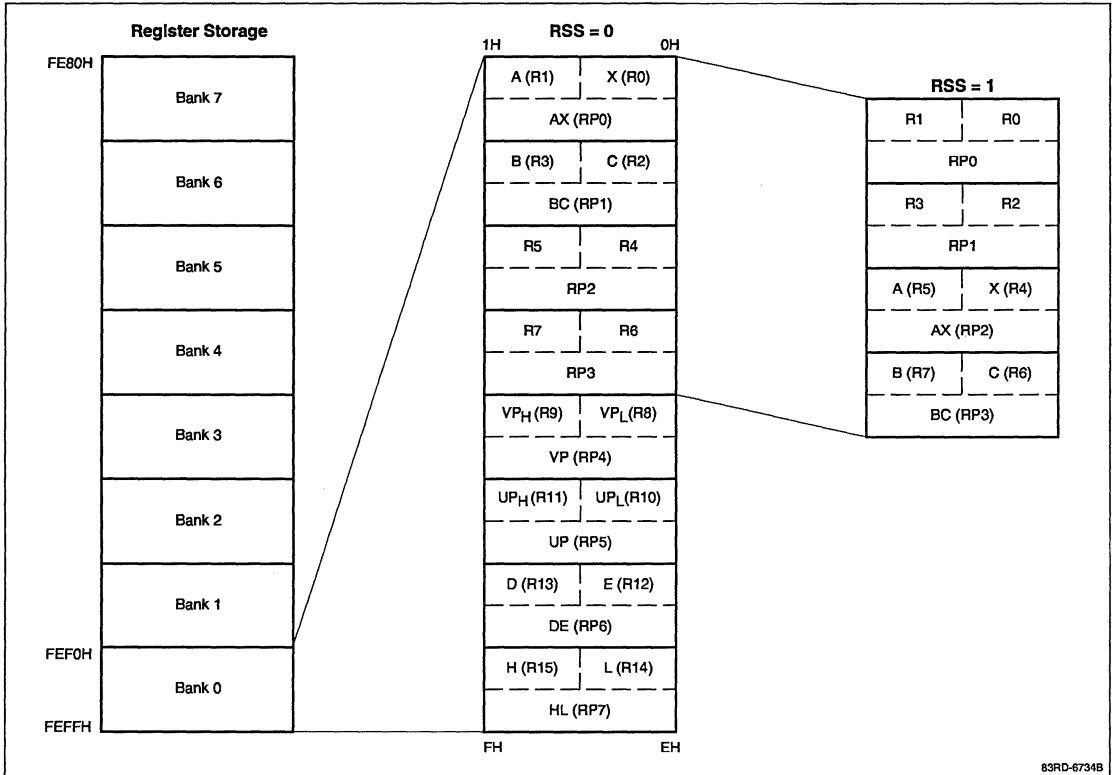 Register Storage
FE80H
Bank 7
Bank 6
Bank 5
Bank 4
Bank 3
Bank 2
Bank 1
FEF0H
Bank 0
FEFFH
RSS = 0
1H 0H
A (R1) X (R0)
AX (RP0)
B (R3) C (R2)
BC (RP1)
R5 R4
RP2
R7 R6
RP3
VPH (R9) VPL(R8)
VP (RP4)
UPH (R11) UPL(R10)
UP (RP5)
D (R13) E (R12)
DE (RP6)
H (R15) L (R14)
HL (RP7)
FH EH
RSS = 1
R1 R0
RP0
R3 R2
RP1
A (R5) X (R4)
AX (RP2)
B (R7) C (R6)
BC (RP3)
83RD-6734B